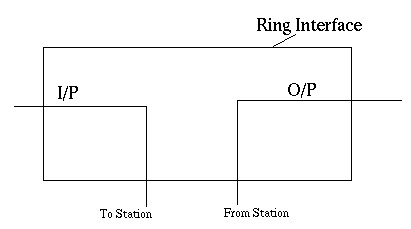 Ring Interface
I/P
O/P
To Station
From Station